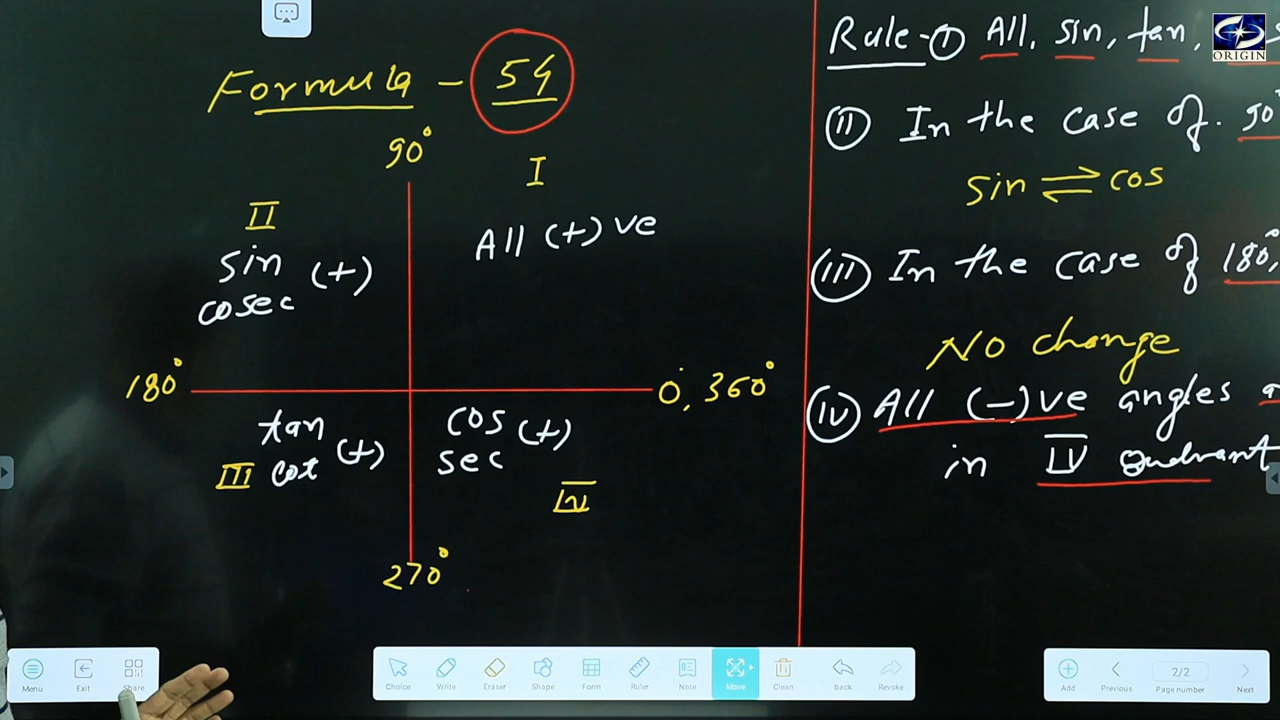 Formula - 54
90°
I
II
All (+)ve
sin
cosec (+)
180°
0°, 360°
tan
cot (+)
III
cos
sec (+)
IV
270°
Rule-① All, sin, tan,
ORIGIN
(II) In the case of. 90°
sin ⇌ cos
(III) In the case of 180°,
No change
(IV) All (-)ve angles
in IV quadrant
Menu
Exit
Share
Choice
Write
Eraser
Shape
Form
Ruler
Note
Move
Clean
back
Revoke
Add
Previous
2/2
Page number
Next